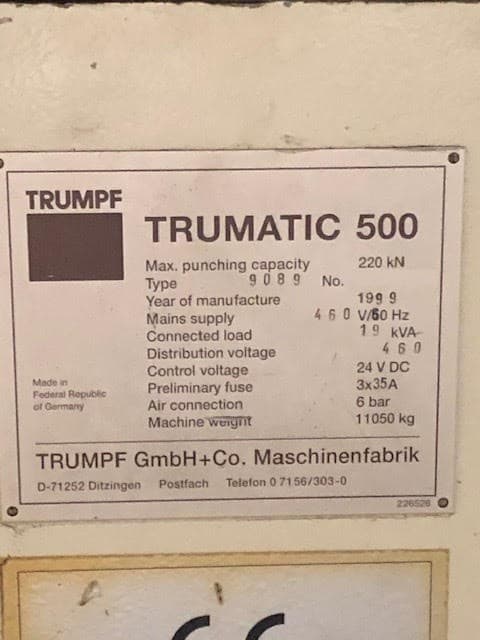 TRUMPF
TRUMATIC 500
Max. punching capacity 220 kN
Type 9089 No.
Year of manufacture 1999
Mains supply 460 V/60 Hz
Connected load 19 kVA
Distribution voltage 460
Control voltage 24 V DC
Preliminary fuse 3x35A
Air connection 6 bar
Machine weight 11050 kg
Made in
Federal Republic
of Germany
TRUMPF GmbH+Co. Maschinenfabrik
D-71252 Ditzingen Postfach Telefon 0 71 56/303-0
226526
CE